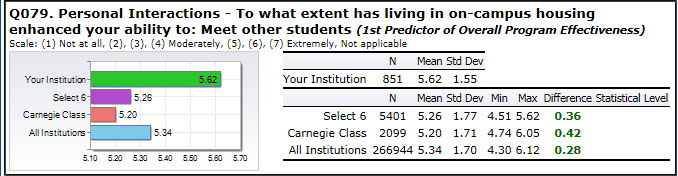 Q079. Personal Interactions - To what extent has living in on-campus housing
enhanced your ability to: Meet other students (1st Predictor of Overall Program Effectiveness)
Scale: (1) Not at all, (2), (3), (4) Moderately, (5), (6), (7) Extremely, Not applicable
Your Institution 5.62
Select 6 5.26
Carnegie Class 5.20
All Institutions 5.34
5.10 5.20 5.30 5.40 5.50 5.60 5.70
N Mean Std Dev
Your Institution 851 5.62 1.55
N Mean Std Dev Min Max Difference Statistical Level
Select 6 5401 5.26 1.77 4.51 5.62 0.36
Carnegie Class 2099 5.20 1.71 4.74 6.05 0.42
All Institutions 266944 5.34 1.70 4.30 6.12 0.28